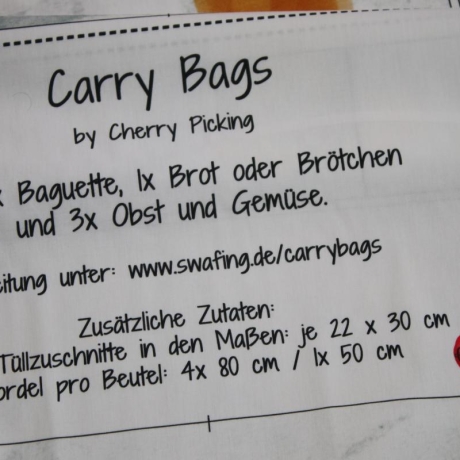 Carry Bags
by Cherry Picking
x Baguette, 1x Brot oder Brötchen
und 3x Obst und Gemüse.
eitung unter: www.swafing.de/carrybags
Zusätzliche Zutaten:
Tüllzuschnitte in den Maßen: je 22 x 30 cm
ordel pro Beutel: 4x 80 cm / 1x 50 cm